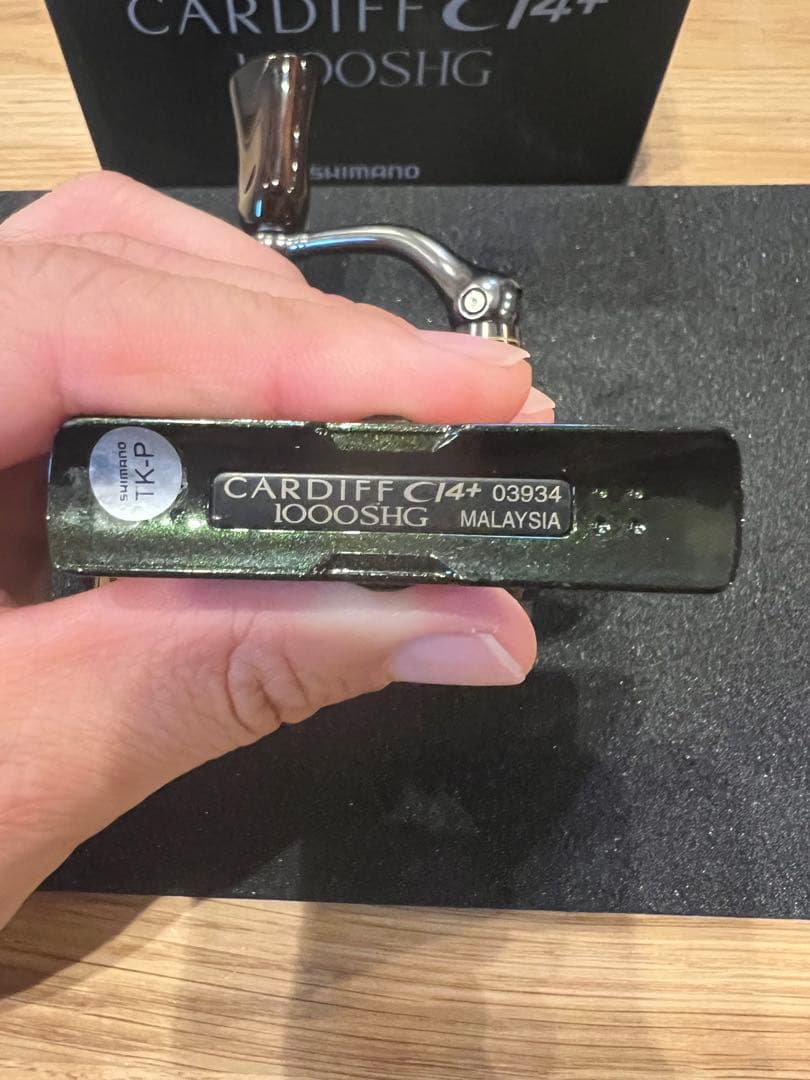 CARDIFF CI4+
1000SHG
SHIMANO
SHIMANO
TK-P
CARDIFF CI4+ 03934
1000SHG MALAYSIA